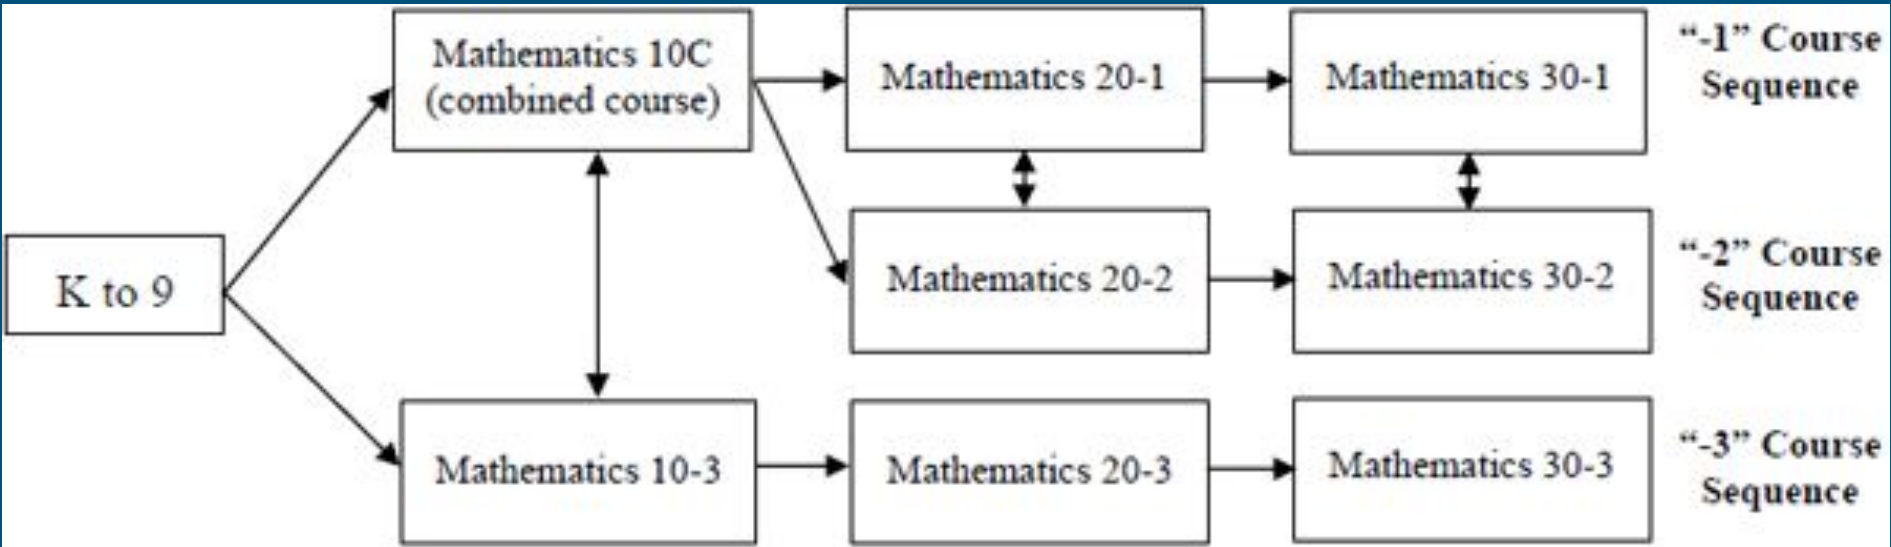 Mathematics 10C
(combined course)
Mathematics 20-1
Mathematics 30-1
“-1” Course
Sequence
K to 9
Mathematics 20-2
Mathematics 30-2
“-2” Course
Sequence
Mathematics 10-3
Mathematics 20-3
Mathematics 30-3
“-3” Course
Sequence